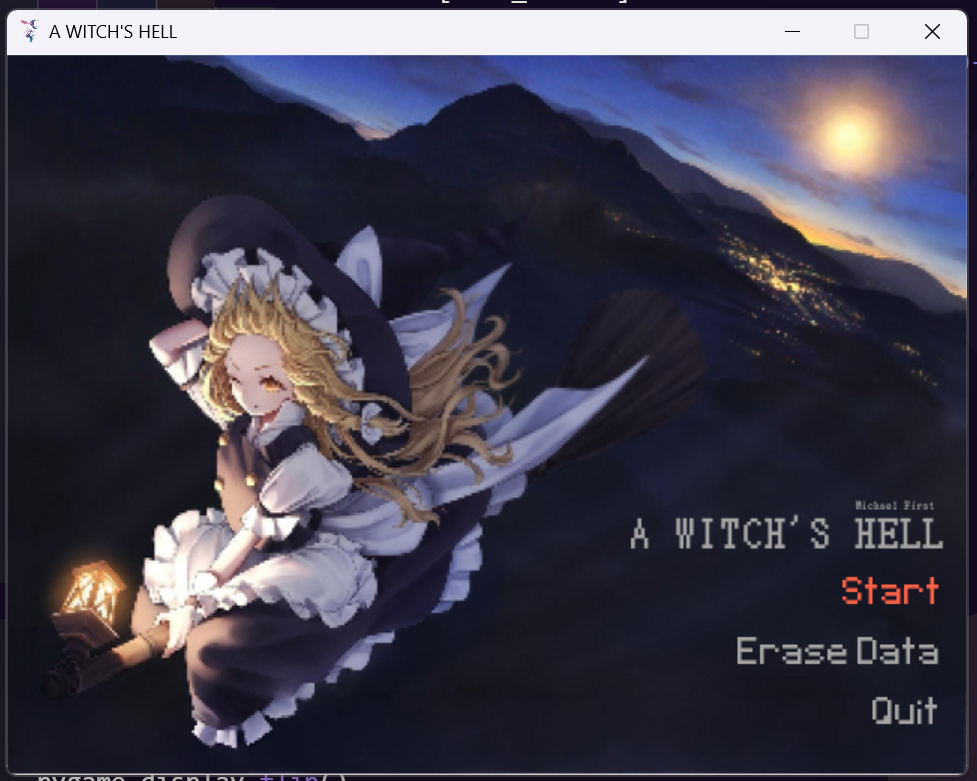 A WITCH'S HELL
Michael First
A WITCH'S HELL
Start
Erase Data
Quit
pygame.display.flip()